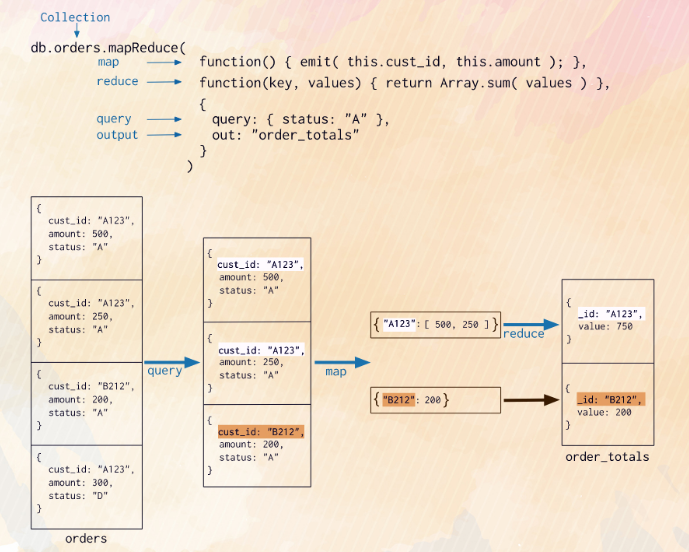 Collection
db.orders.mapReduce(
map function() { emit( this.cust_id, this.amount ); },
reduce function(key, values) { return Array.sum( values ) },
{
query query: { status: "A" },
output out: "order_totals"
}
)
{
cust_id: "A123",
amount: 500,
status: "A"
}
{
cust_id: "A123",
amount: 250,
status: "A"
}
{
cust_id: "B212",
amount: 200,
status: "A"
}
{
cust_id: "A123",
amount: 300,
status: "D"
}
orders
query
{
cust_id: "A123",
amount: 500,
status: "A"
}
{
cust_id: "A123",
amount: 250,
status: "A"
}
{
cust_id: "B212",
amount: 200,
status: "A"
}
map
{"A123": [ 500, 250 ]}
{"B212": 200}
reduce
{
_id: "A123",
value: 750
}
{
_id: "B212",
value: 200
}
order_totals